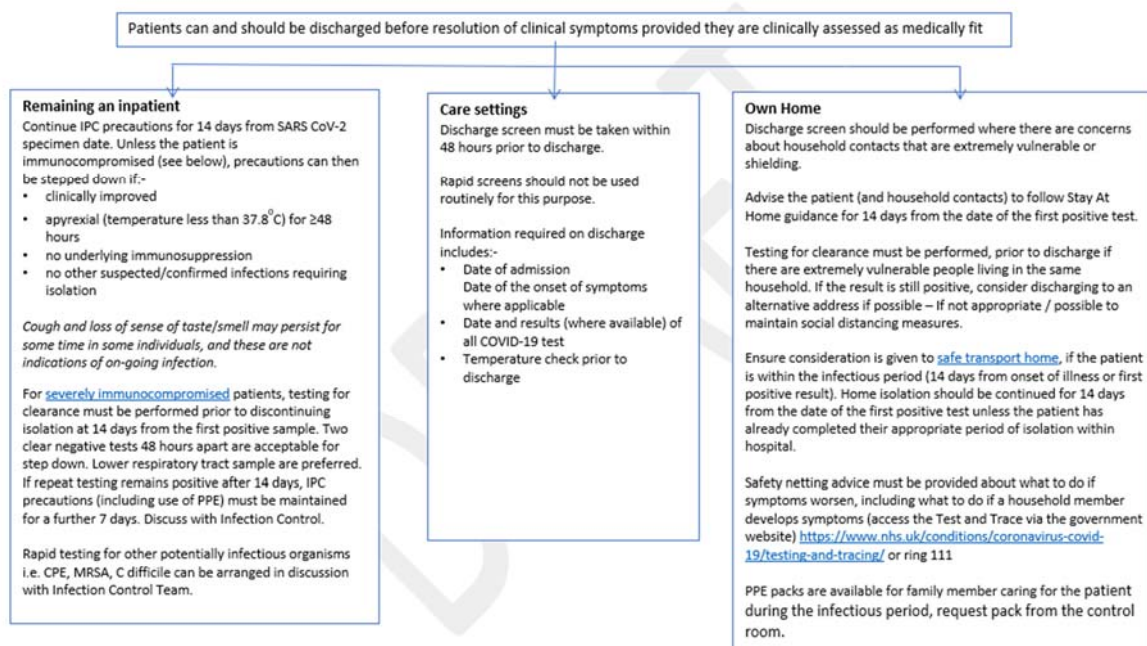 Patients can and should be discharged before resolution of clinical symptoms provided they are clinically assessed as medically fit
Remaining an inpatient
Continue IPC precautions for 14 days from SARS CoV-2
specimen date. Unless the patient is
immunocompromised (see below), precautions can then
be stepped down if:-
• clinically improved
• apyrexial (temperature less than 37.8°C) for ≥48
hours
• no underlying immunosuppression
• no other suspected/confirmed infections requiring
isolation
Cough and loss of sense of taste/smell may persist for
some time in some individuals, and these are not
indications of on-going infection.
For severely immunocompromised patients, testing for
clearance must be performed prior to discontinuing
isolation at 14 days from the first positive sample. Two
clear negative tests 48 hours apart are acceptable for
step down. Lower respiratory tract sample are preferred.
If repeat testing remains positive after 14 days, IPC
precautions (including use of PPE) must be maintained
for a further 7 days. Discuss with Infection Control.
Rapid testing for other potentially infectious organisms
i.e. CPE, MRSA, C difficile can be arranged in discussion
with Infection Control Team.
Care settings
Discharge screen must be taken within
48 hours prior to discharge.
Rapid screens should not be used
routinely for this purpose.
Information required on discharge
includes:-
• Date of admission
Date of the onset of symptoms
where applicable
• Date and results (where available) of
all COVID-19 test
• Temperature check prior to
discharge
Own Home
Discharge screen should be performed where there are concerns
about household contacts that are extremely vulnerable or
shielding.
Advise the patient (and household contacts) to follow Stay At
Home guidance for 14 days from the date of the first positive test.
Testing for clearance must be performed, prior to discharge if
there are extremely vulnerable people living in the same
household. If the result is still positive, consider discharging to an
alternative address if possible – If not appropriate / possible to
maintain social distancing measures.
Ensure consideration is given to safe transport home, if the patient
is within the infectious period (14 days from onset of illness or first
positive result). Home isolation should be continued for 14 days
from the date of the first positive test unless the patient has
already completed their appropriate period of isolation within
hospital.
Safety netting advice must be provided about what to do if
symptoms worsen, including what to do if a household member
develops symptoms (access the Test and Trace via the government
website) https://www.nhs.uk/conditions/coronavirus-covid-
19/testing-and-tracing/ or ring 111
PPE packs are available for family member caring for the patient
during the infectious period, request pack from the control
room.